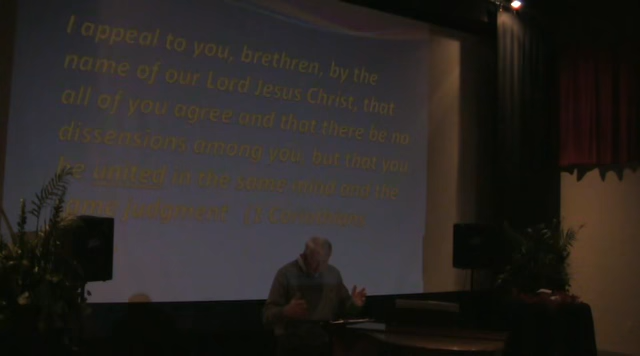 I appeal to you, brethren, by the
name of our Lord Jesus Christ, that
all of you agree and that there be no
dissensions among you, but that you
be united in the same mind and the
same judgment. (1 Corinthians